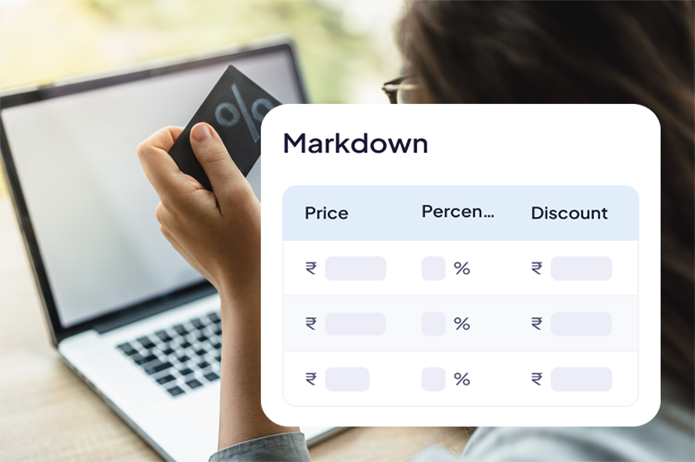 %
Markdown
Price Percen... Discount
₹ % ₹
₹ % ₹
₹ % ₹